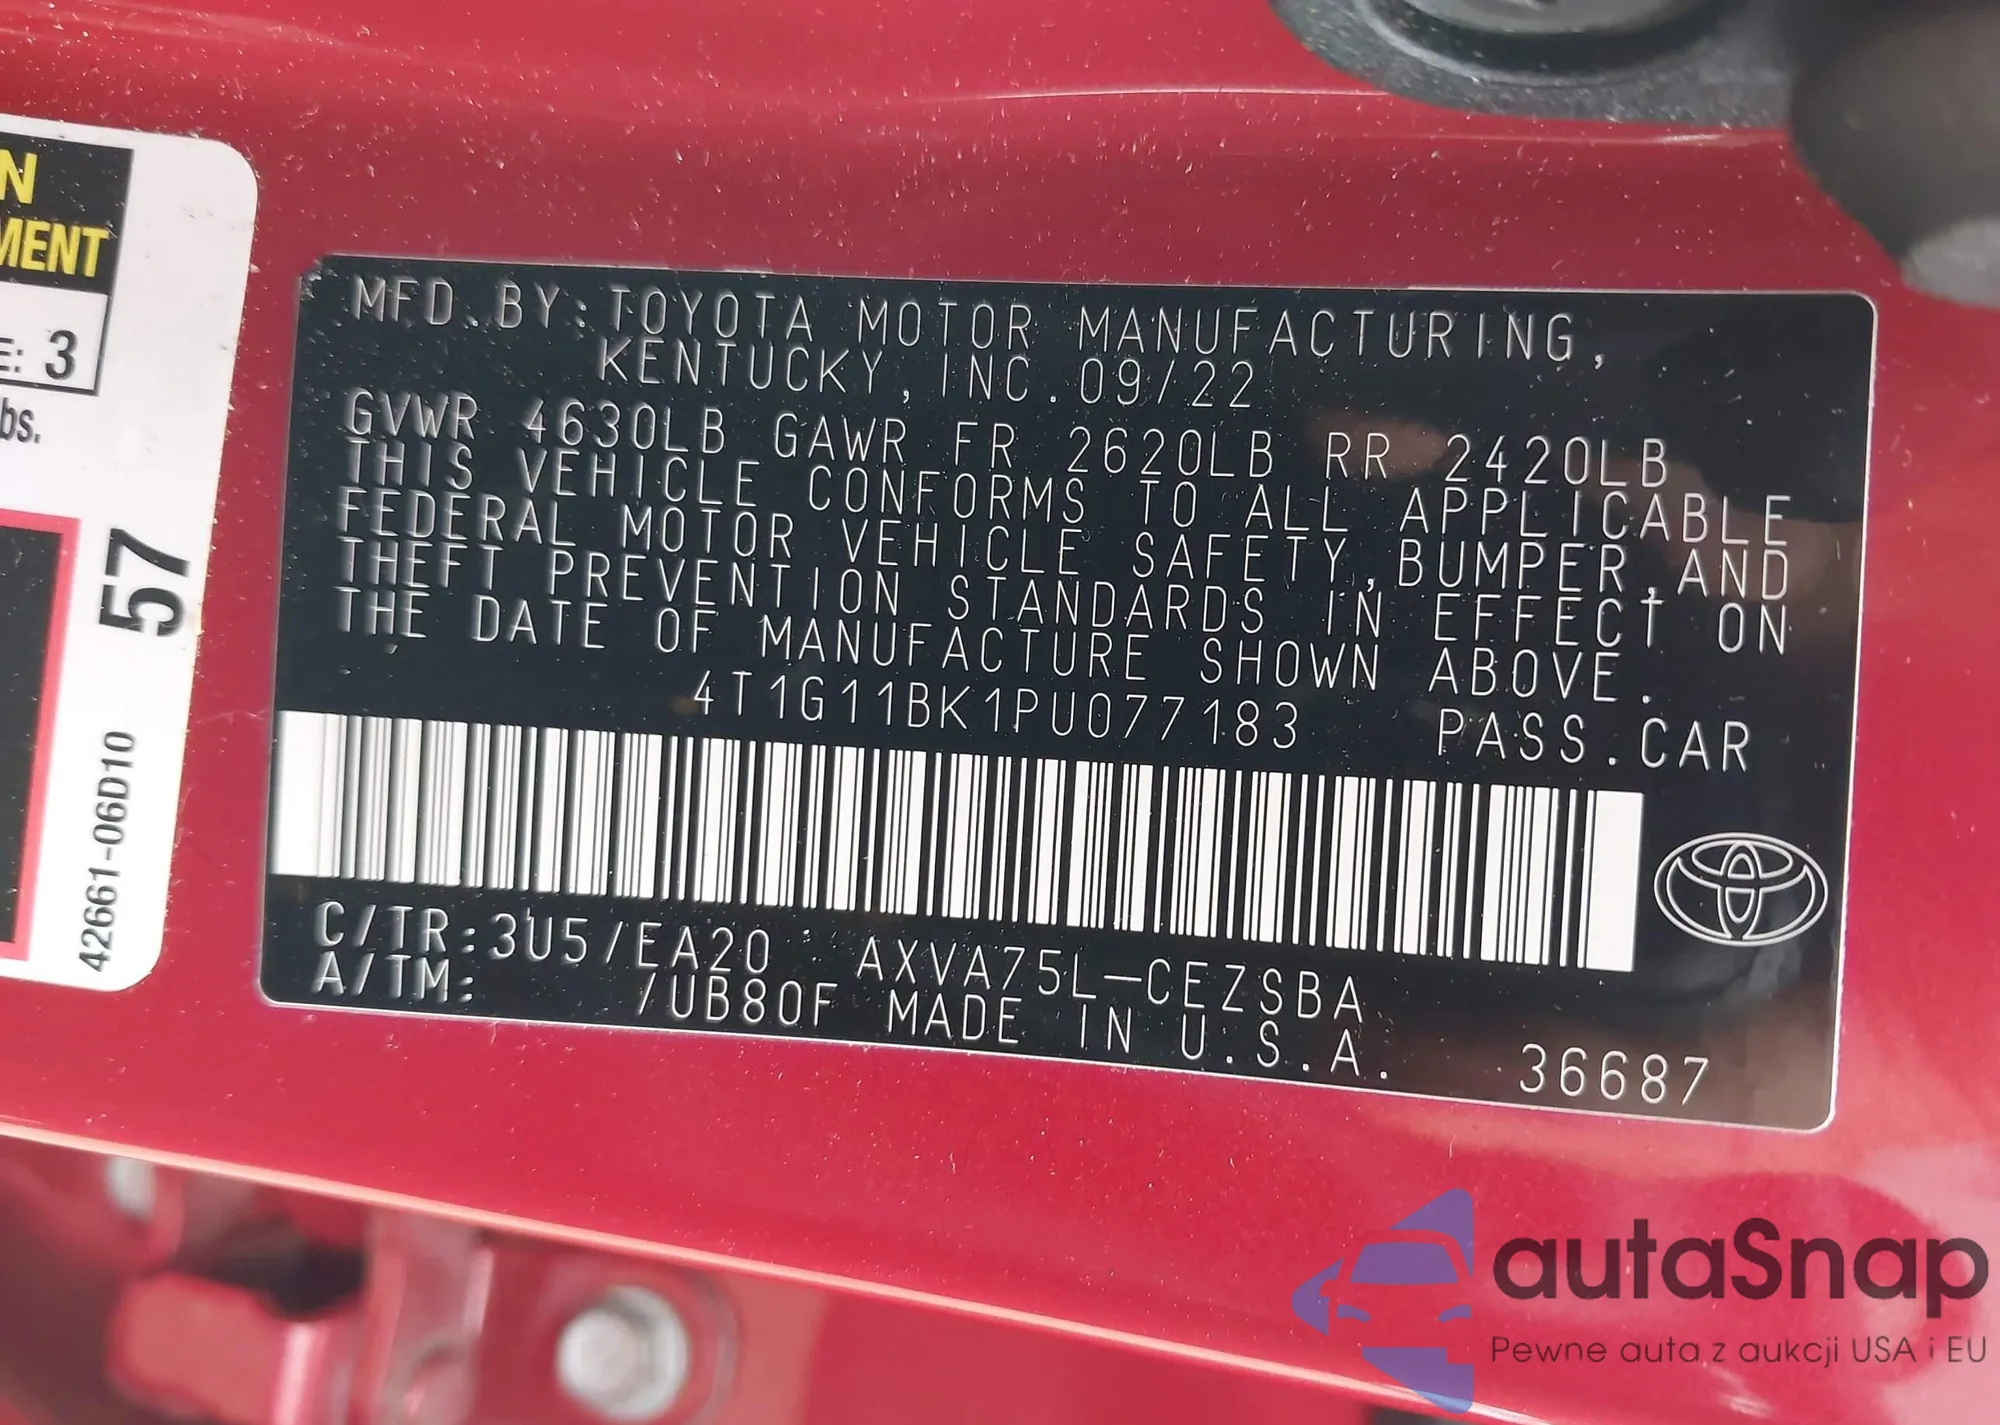 N
MENT
E: 3
bs.
57
42661-06D10
MFD.BY:TOYOTA MOTOR MANUFACTURING,
KENTUCKY, INC.09/22
GVWR 4630LB GAWR FR 2620LB RR 2420LB
THIS VEHICLE CONFORMS TO ALL APPLICABLE
FEDERAL MOTOR VEHICLE SAFETY,BUMPER,AND
THEFT PREVENTION STANDARDS IN EFFECT ON
THE DATE OF MANUFACTURE SHOWN ABOVE.
4T1G11BK1PU077183 PASS.CAR
C/TR:3U5/EA20 AXVA75L-CEZSBA
A/TM: /UB80F MADE IN U.S.A. 36687
autaSnap
Pewne auta z aukcji USA i EU